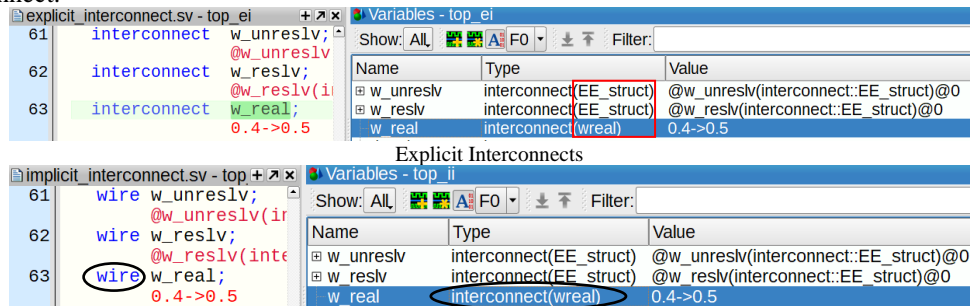 nect.
explicit_interconnect.sv - top_ei
Variables - top_ei
61 interconnect w_unreslv;
@w_unreslv
62 interconnect w_reslv;
@w_reslv(i
63 interconnect w_real;
0.4->0.5
Show: All F0 Filter:
Name Type Value
w_unreslv interconnect(EE_struct) @w_unreslv(interconnect::EE_struct)@0
w_reslv interconnect(EE_struct) @w_reslv(interconnect::EE_struct)@0
w_real interconnect(wreal) 0.4->0.5
Explicit Interconnects
implicit_interconnect.sv - top
Variables - top_ii
61 wire w_unreslv;
@w_unreslv(in
62 wire w_reslv;
@w_reslv(inte
63 wire w_real;
0.4->0.5
Show: All F0 Filter:
Name Type Value
w_unreslv interconnect(EE_struct) @w_unreslv(interconnect::EE_struct)@0
w_reslv interconnect(EE_struct) @w_reslv(interconnect::EE_struct)@0
w_real interconnect(wreal) 0.4->0.5